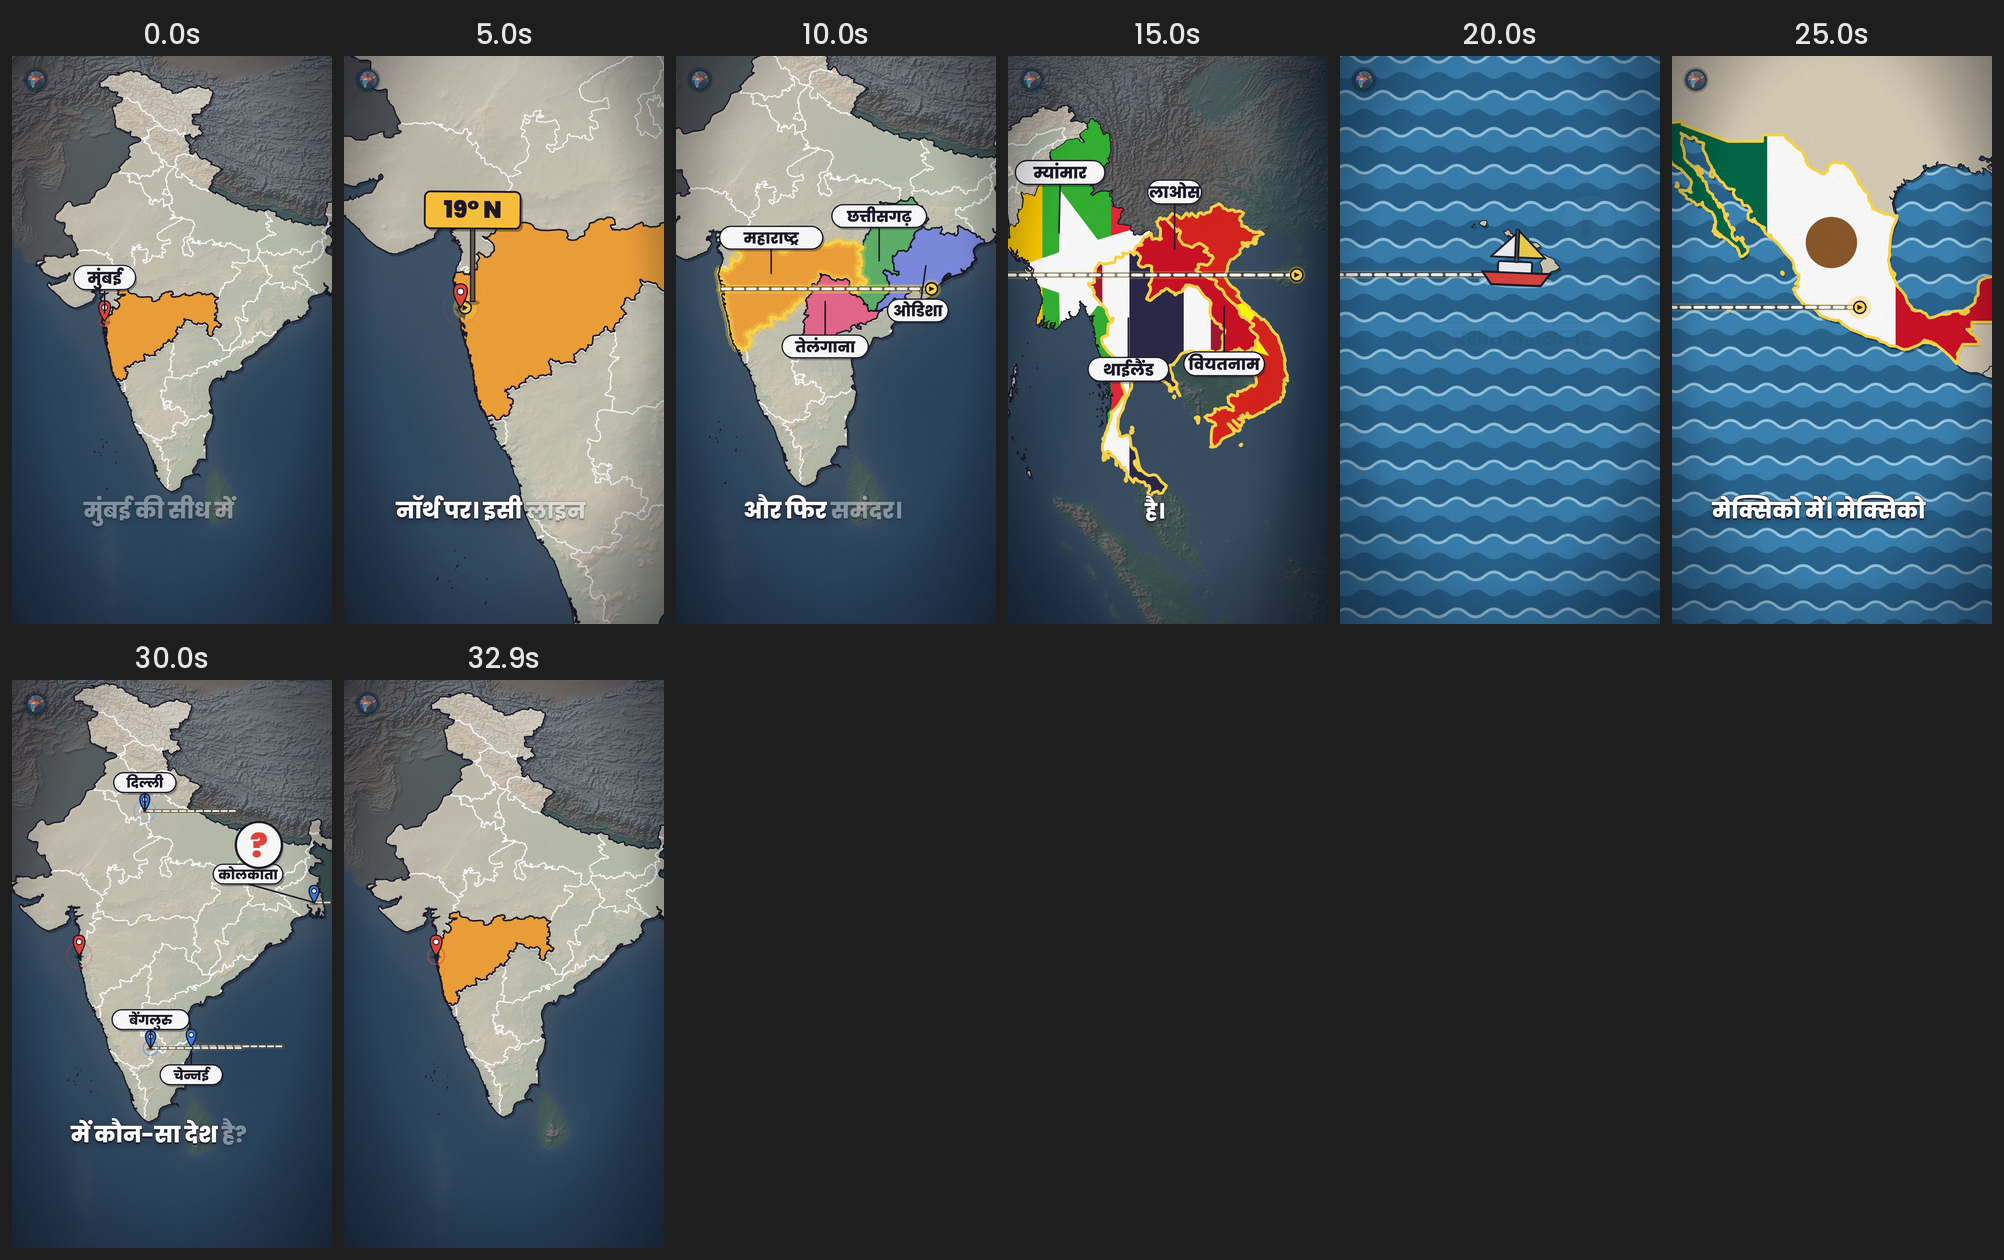 0.0s
5.0s
10.0s
15.0s
20.0s
25.0s
मुंबई
मुंबई की सीध में
19° N
नॉर्थ पर। इसी लाइन
छत्तीसगढ़
महाराष्ट्र
ओडिशा
तेलंगाना
और फिर समंदर।
म्यांमार
लाओस
थाईलैंड
वियतनाम
है।
मेक्सिको में। मेक्सिको
30.0s
32.9s
दिल्ली
?
कोलकाता
बेंगलुरु
चेन्नई
में कौन-सा देश है?